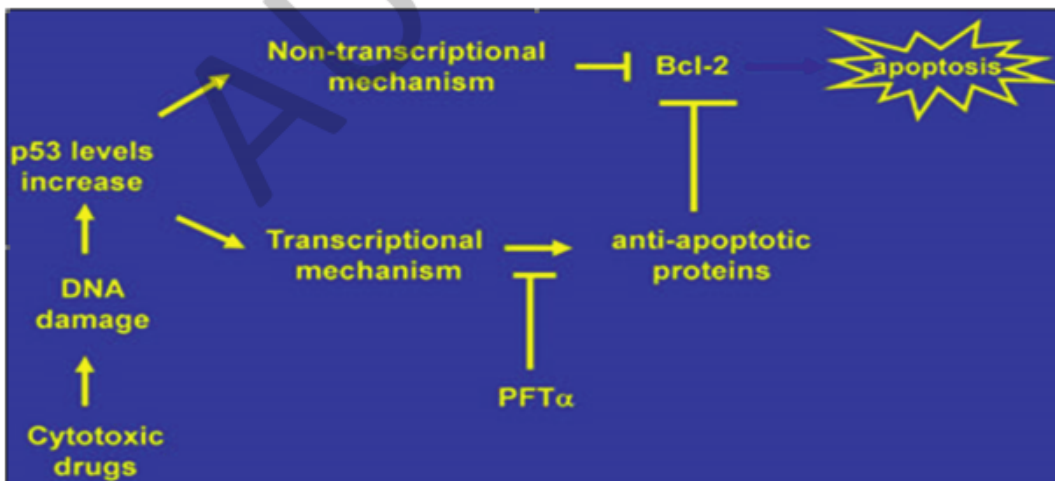 Non-transcriptional
mechanism
Bcl-2
apoptosis
p53 levels
increase
Transcriptional
mechanism
anti-apoptotic
proteins
DNA
damage
PFTα
Cytotoxic
drugs